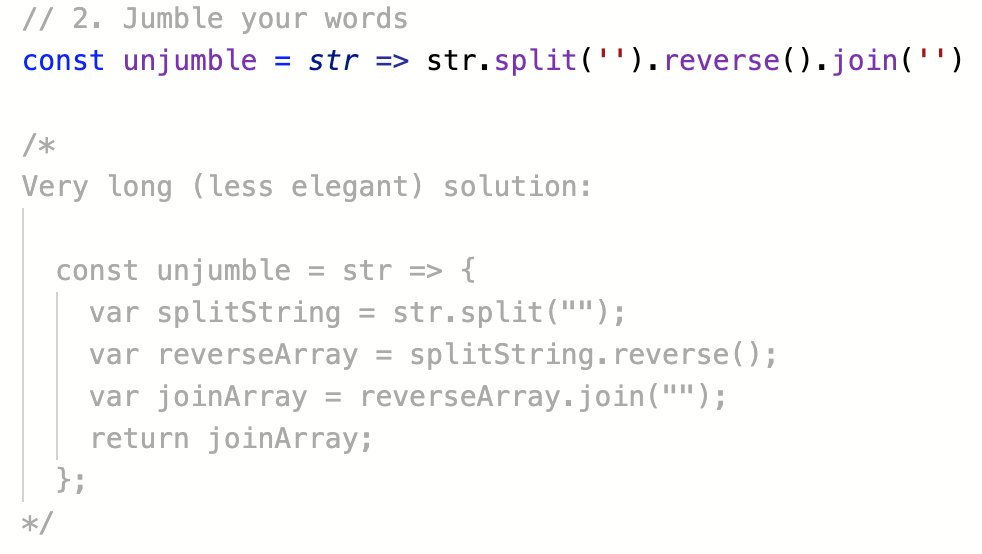 // 2. Jumble your words
const unjumble = str => str.split('').reverse().join('')
/*
Very long (less elegant) solution:
const unjumble = str => {
var splitString = str.split("");
var reverseArray = splitString.reverse();
var joinArray = reverseArray.join("");
return joinArray;
};
*/